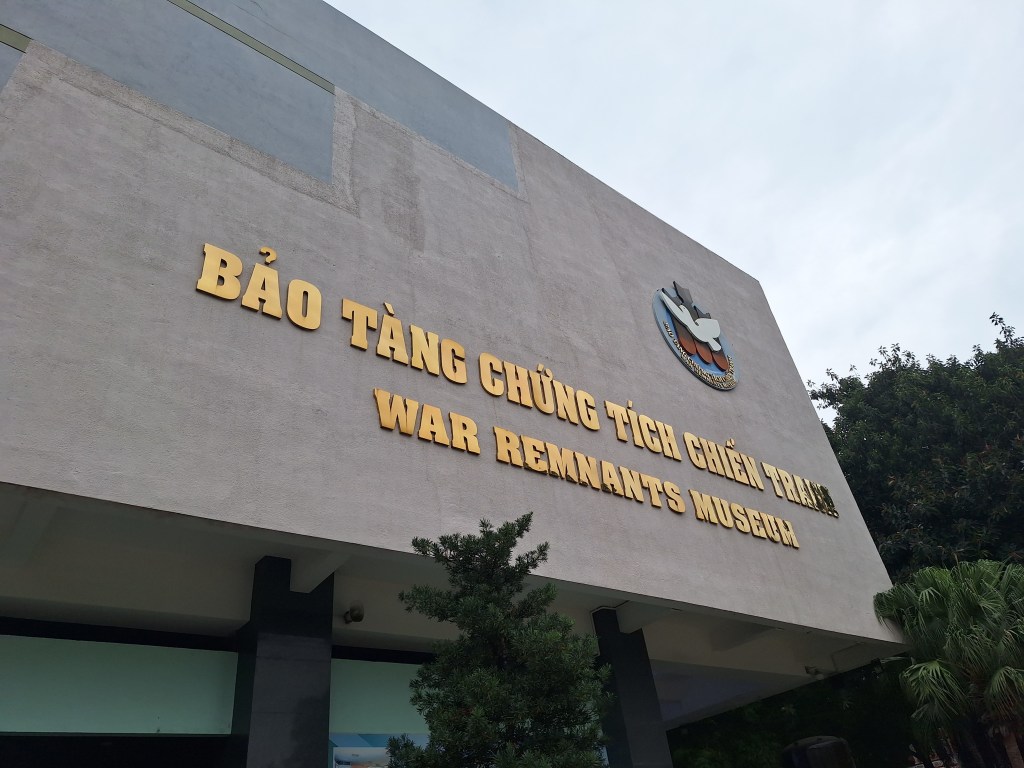 BẢO TÀNG CHỨNG TÍCH CHIẾN TRANH
WAR REMNANTS MUSEUM